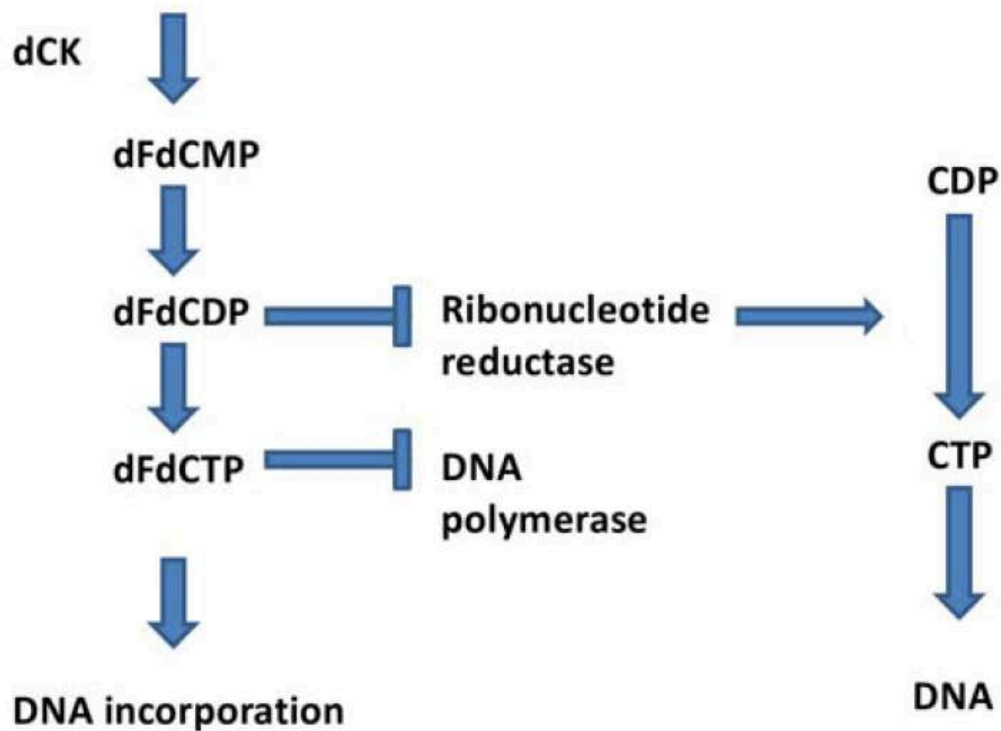 dCK
dFdCMP
CDP
dFdCDP
Ribonucleotide
reductase
dFdCTP
DNA
polymerase
CTP
DNA incorporation
DNA